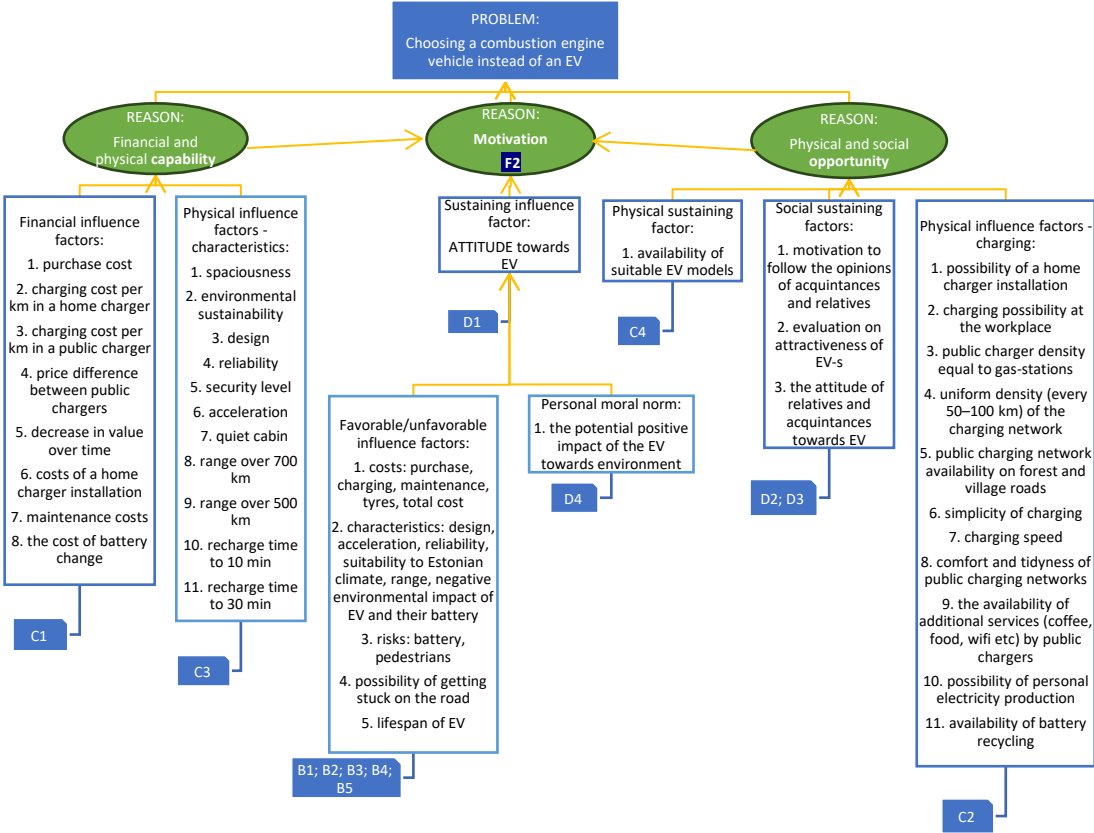 PROBLEM:
Choosing a combustion engine
vehicle instead of an EV
REASON:
Financial and
physical capability
REASON:
Motivation
F2
REASON:
Physical and social
opportunity
Financial influence
factors:
1. purchase cost
2. charging cost per
km in a home charger
3. charging cost per
km in a public charger
4. price difference
between public
chargers
5. decrease in value
over time
6. costs of a home
charger installation
7. maintenance costs
8. the cost of battery
change
C1
Physical influence
factors -
characteristics:
1. spaciousness
2. environmental
sustainability
3. design
4. reliability
5. security level
6. acceleration
7. quiet cabin
8. range over 700
km
9. range over 500
km
10. recharge time
to 10 min
11. recharge time
to 30 min
C3
Sustaining influence
factor:
ATTITUDE towards
EV
D1
Favorable/unfavorable
influence factors:
1. costs: purchase,
charging, maintenance,
tyres, total cost
2. characteristics: design,
acceleration, reliability,
suitability to Estonian
climate, range, negative
environmental impact of
EV and their battery
3. risks: battery,
pedestrians
4. possibility of getting
stuck on the road
5. lifespan of EV
B1; B2; B3; B4;
B5
Personal moral norm:
1. the potential positive
impact of the EV
towards environment
D4
Physical sustaining
factor:
1. availability of
suitable EV models
C4
Social sustaining
factors:
1. motivation to
follow the opinions
of acquintances
and relatives
2. evaluation on
attractiveness of
EV-s
3. the attitude of
relatives and
acquintances
towards EV
D2; D3
Physical influence factors -
charging:
1. possibility of a home
charger installation
2. charging possibility at
the workplace
3. public charger density
equal to gas-stations
4. uniform density (every
50–100 km) of the
charging network
5. public charging network
availability on forest and
village roads
6. simplicity of charging
7. charging speed
8. comfort and tidyness of
public charging networks
9. the availability of
additional services (coffee,
food, wifi etc) by public
chargers
10. possibility of personal
electricity production
11. availability of battery
recycling
C2